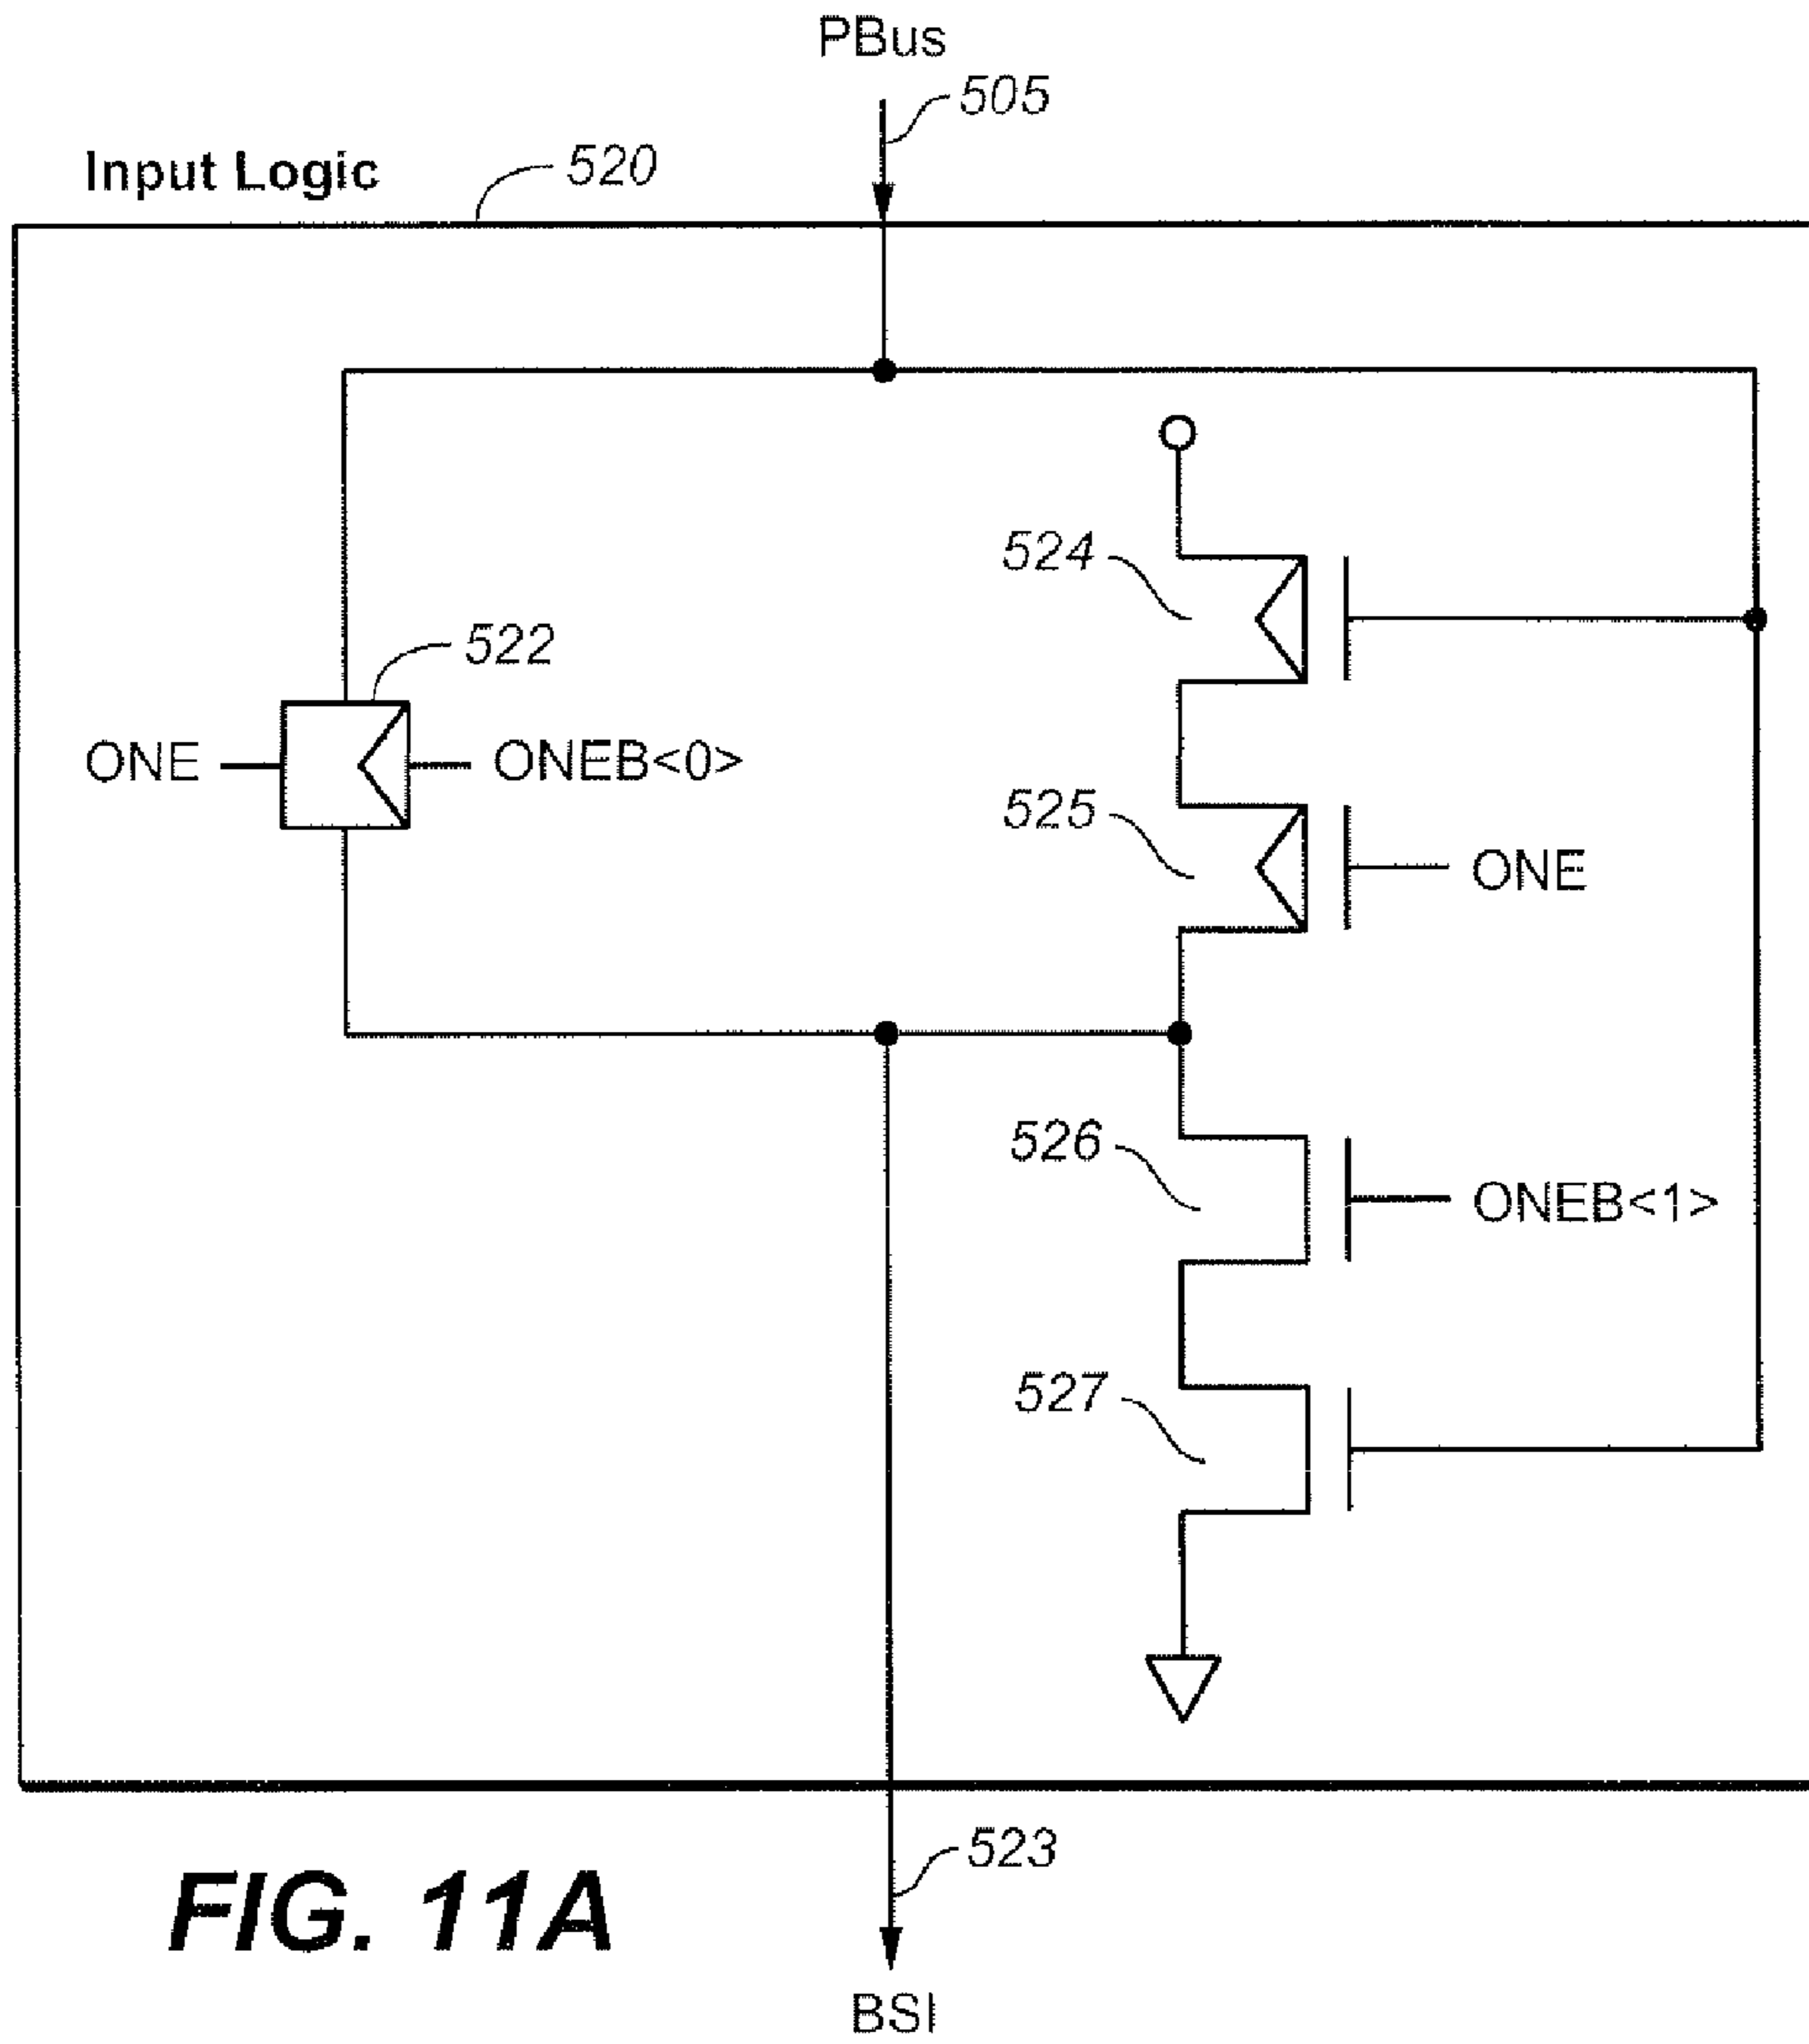 PBus
505
Input Logic
520
524
522
ONE
ONEB<0>
525
ONE
526
ONEB<1>
527
523
FIG. 11A
BSI